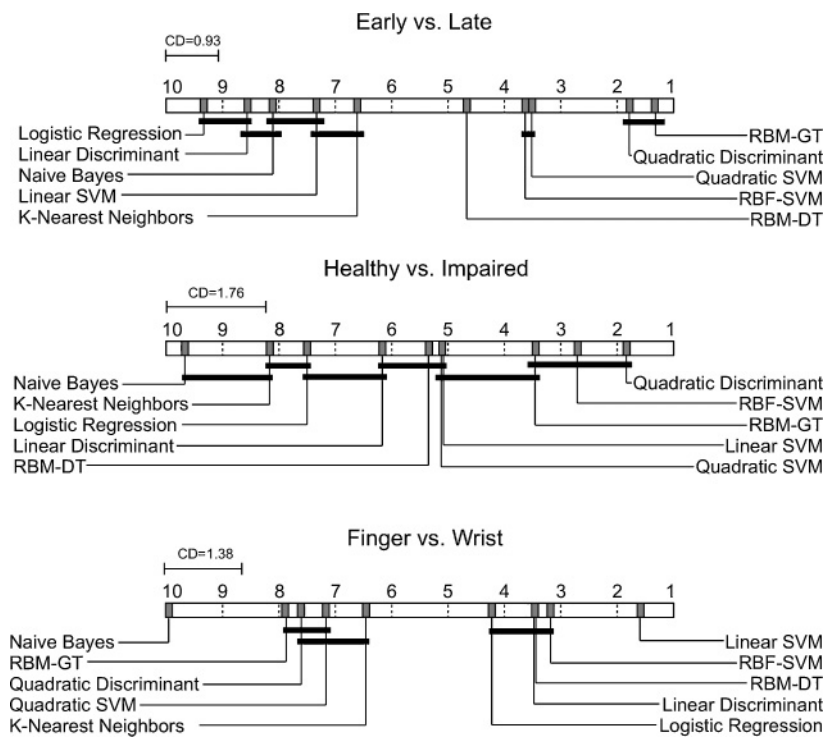 Early vs. Late
CD=0.93
10 9 8 7 6 5 4 3 2 1
Logistic Regression
Linear Discriminant
Naive Bayes
Linear SVM
K-Nearest Neighbors
RBM-GT
Quadratic Discriminant
Quadratic SVM
RBF-SVM
RBM-DT
Healthy vs. Impaired
CD=1.76
10 9 8 7 6 5 4 3 2 1
Naive Bayes
K-Nearest Neighbors
Logistic Regression
Linear Discriminant
RBM-DT
Quadratic Discriminant
RBF-SVM
RBM-GT
Linear SVM
Quadratic SVM
Finger vs. Wrist
CD=1.38
10 9 8 7 6 5 4 3 2 1
Naive Bayes
RBM-GT
Quadratic Discriminant
Quadratic SVM
K-Nearest Neighbors
Linear SVM
RBF-SVM
RBM-DT
Linear Discriminant
Logistic Regression